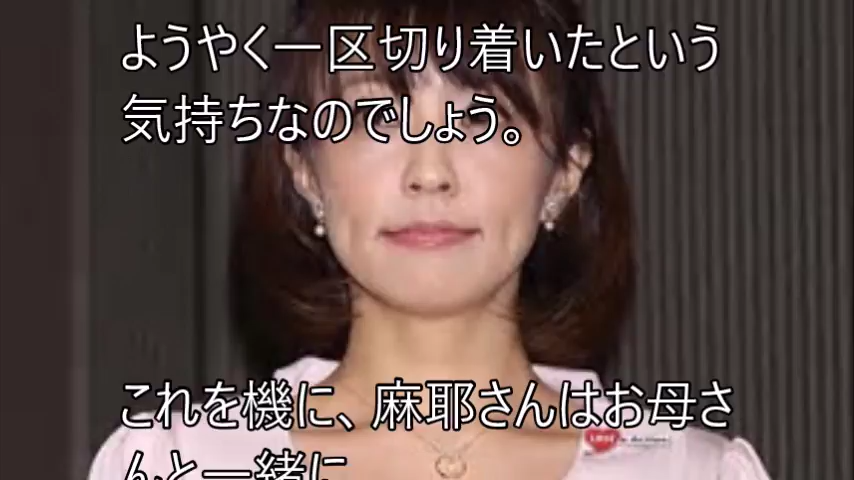 ようやく一区切り着いたという
気持ちなのでしょう。
これを機に、麻耶さんはお母さ
んと一緒に